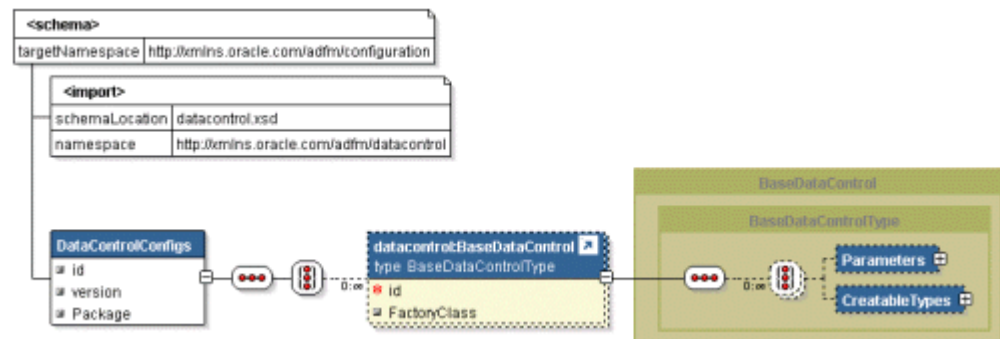 <schema>
targetNamespace http://xmlns.oracle.com/adfm/configuration
<import>
schemaLocation datacontrol.xsd
namespace http://xmlns.oracle.com/adfm/datacontrol
BaseDataControl
BaseDataControlType
DataControlConfigs
id
version
Package
datacontrol:BaseDataControl
type BaseDataControlType
0:∞
id
FactoryClass
0:∞
Parameters
CreatableTypes